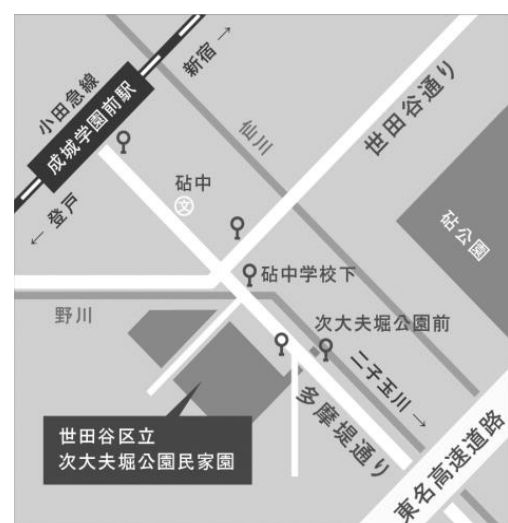 新宿→
小田急線
成城学園前駅
←登戸
仙川
世田谷通り
砧中
文
砧公園
砧中学校下
野川
次大夫堀公園前
二子玉川→
多摩堤通り
世田谷区立
次大夫堀公園民家園
東名高速道路